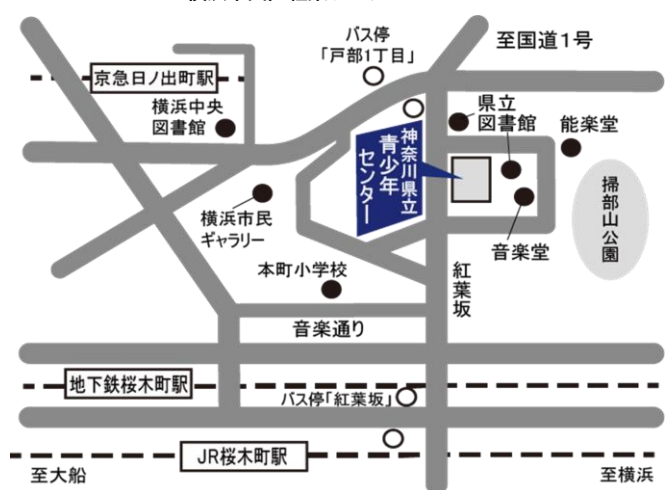 バス停
「戸部1丁目」
至国道1号
京急日ノ出町駅
横浜中央
図書館
県立
図書館
能楽堂
神奈川県立
青少年
センター
掃部山公園
横浜市民
ギャラリー
音楽堂
本町小学校
紅葉坂
音楽通り
地下鉄桜木町駅
バス停「紅葉坂」
JR桜木町駅
至大船
至横浜